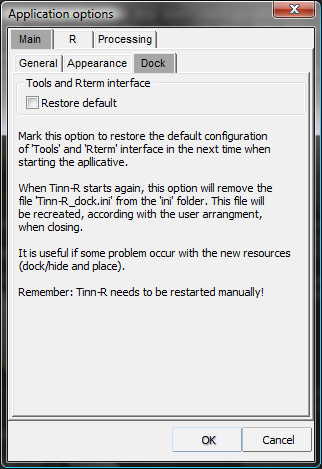 Application options
Main R Processing
General Appearance Dock
Tools and Rterm interface
Restore default
Mark this option to restore the default configuration
of 'Tools' and 'Rterm' interface in the next time when
starting the apllicative.
When Tinn-R starts again, this option will remove the
file 'Tinn-R_dock.ini' from the 'ini' folder. This file will
be recreated, according with the user arrangment,
when closing.
It is useful if some problem occur with the new resources
(dock/hide and place).
Remember: Tinn-R needs to be restarted manually!
OK Cancel